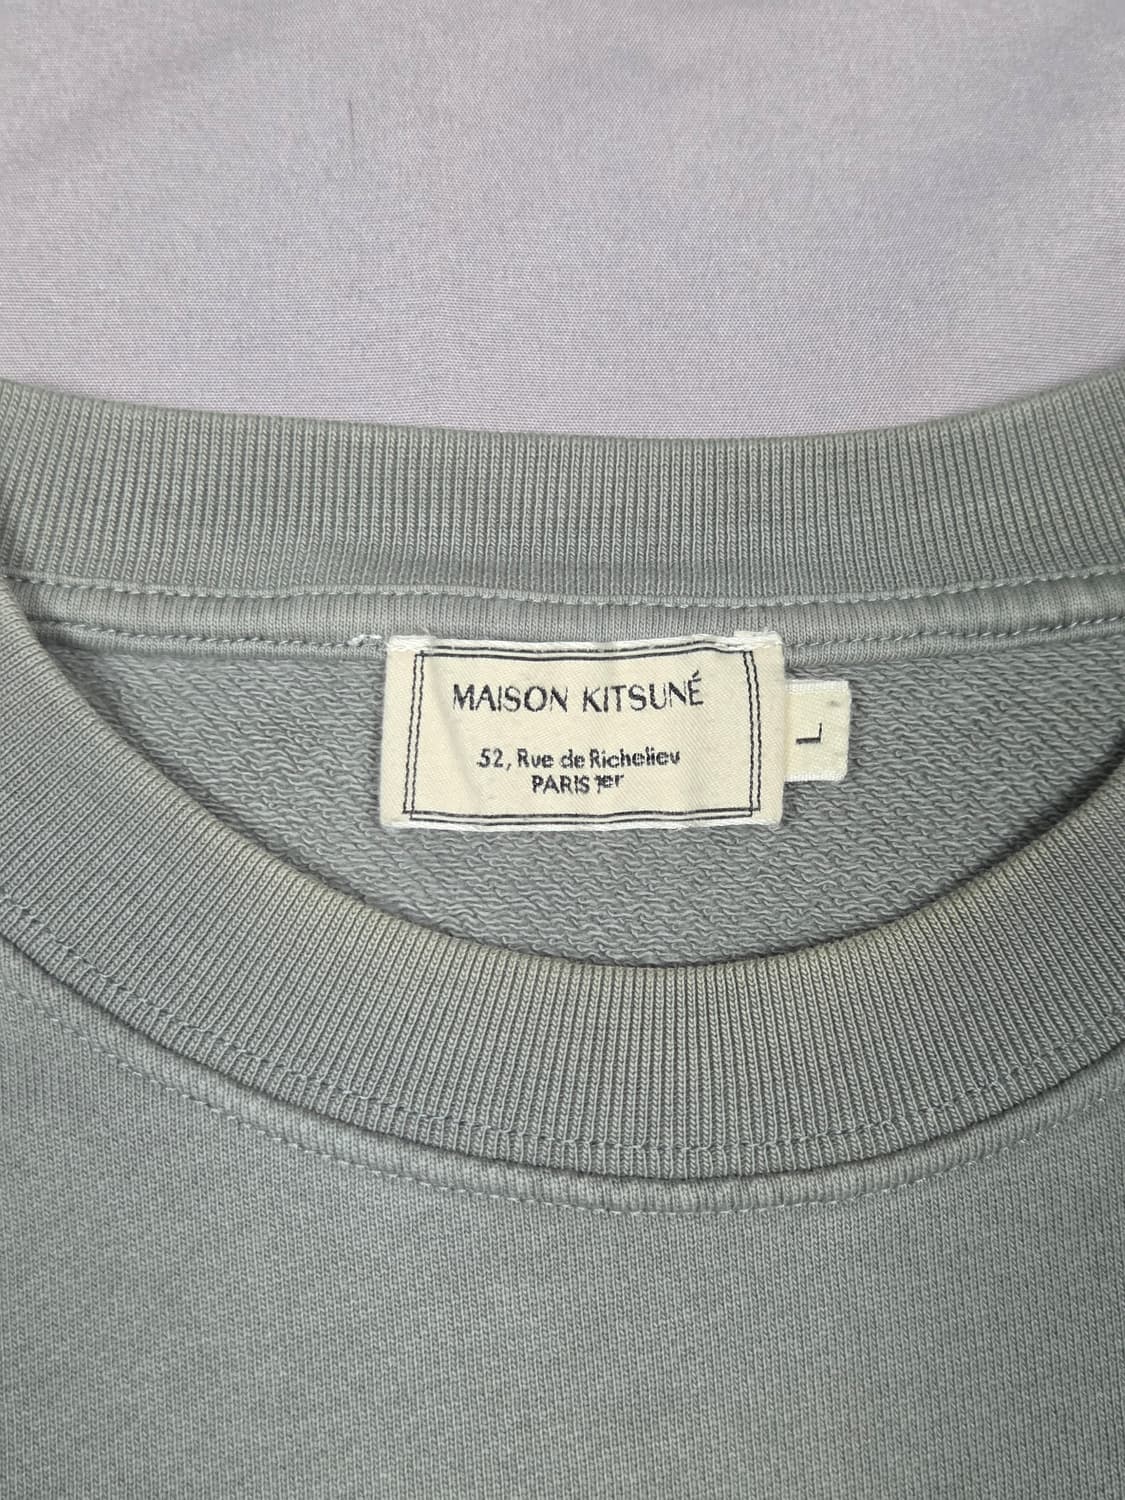 MAISON KITSUNÉ
52, Rue de Richelieu
PARIS 1er
L